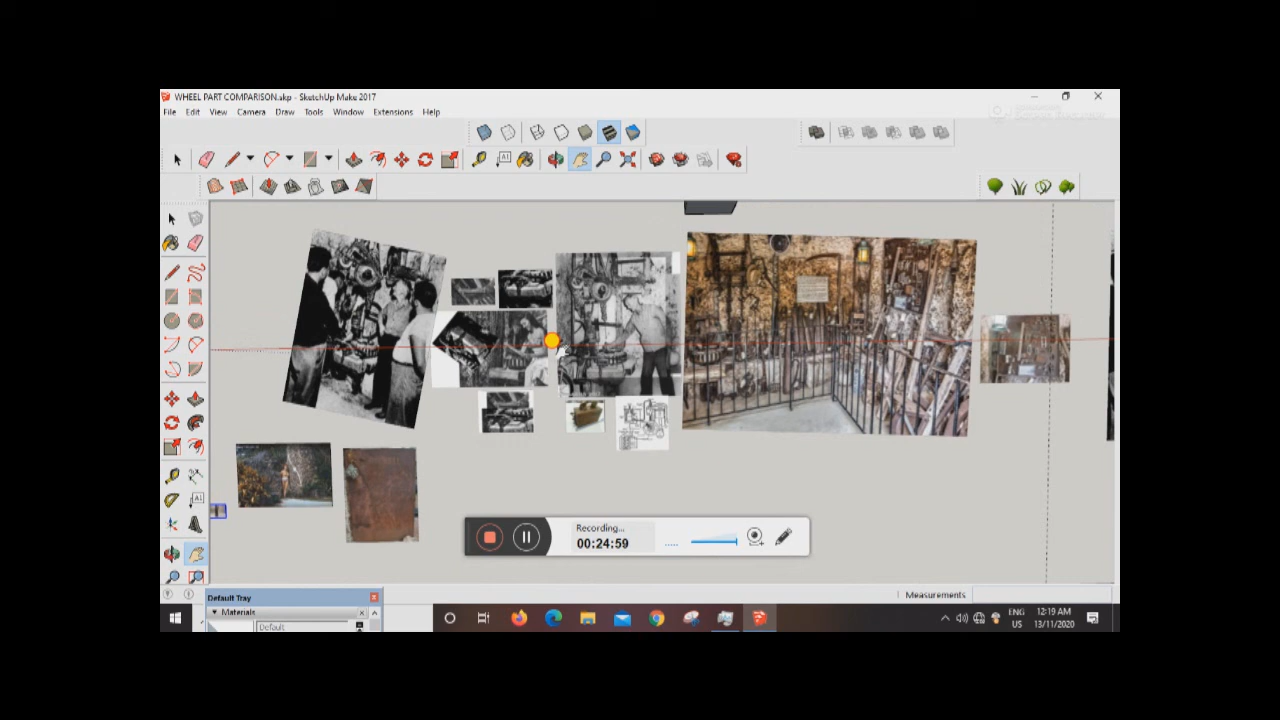 WHEEL PART COMPARISON.skp - SketchUp Make 2017
File Edit View Camera Draw Tools Window Extensions Help
Recording...
00:24:59
Measurements
Default Tray
Materials
Default
ENG
US
12:19 AM
13/11/2020